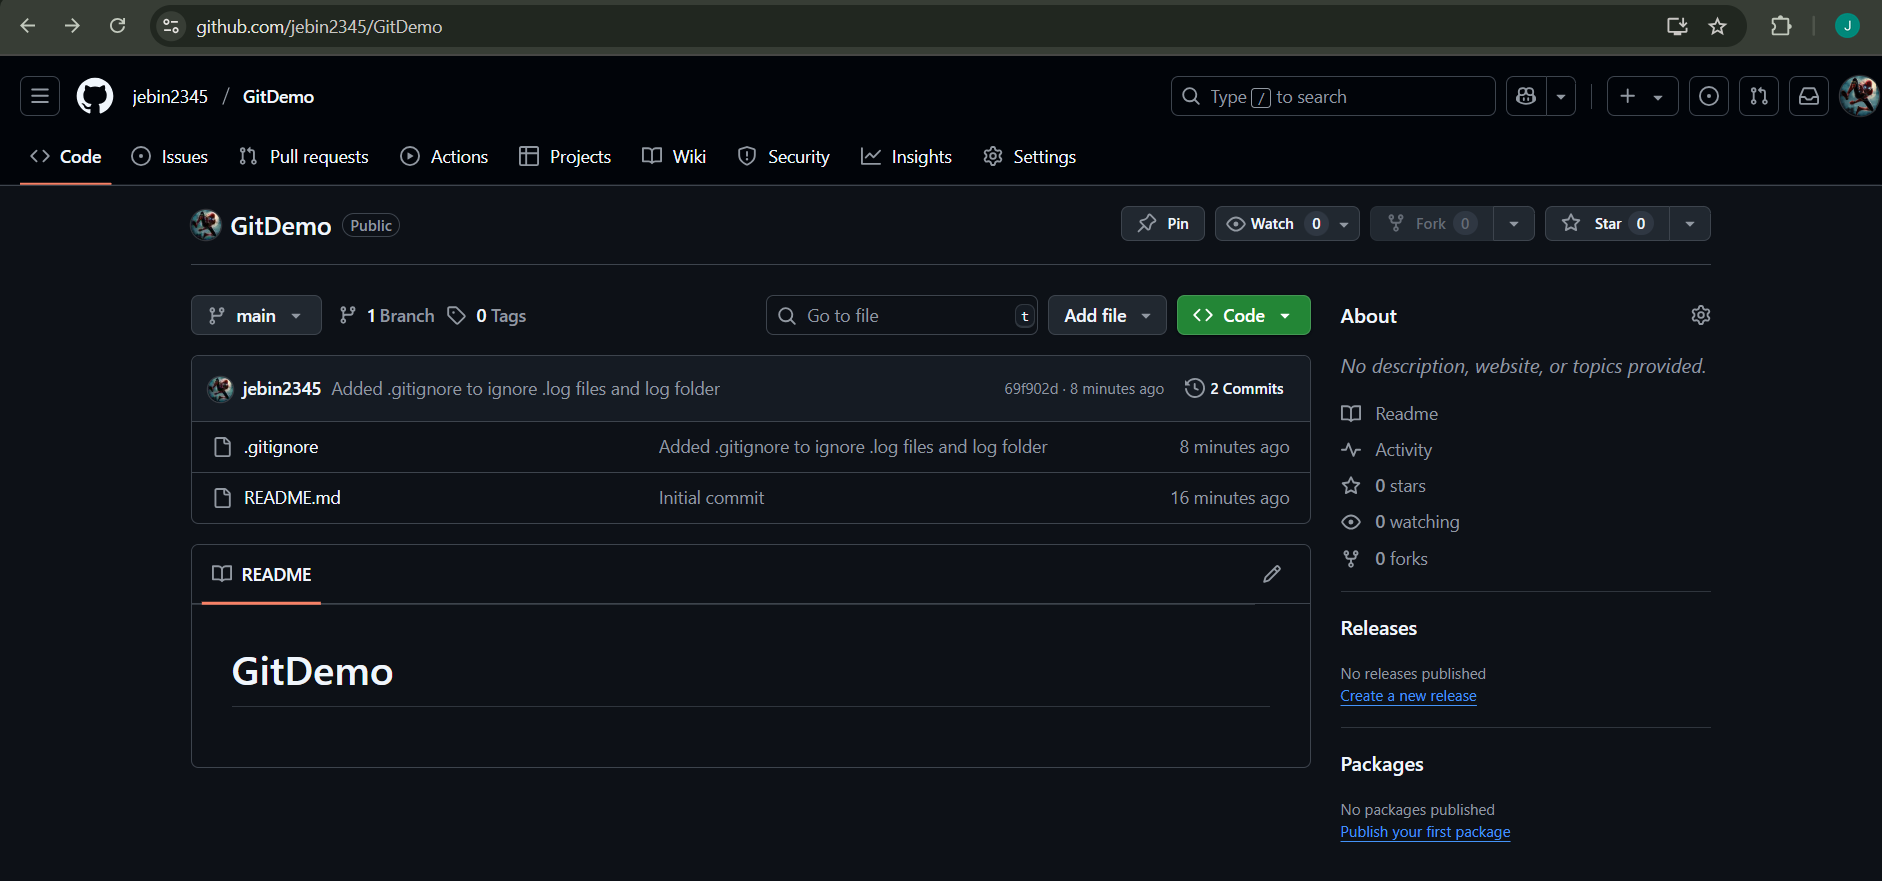 github.com/jebin2345/GitDemo
J
jebin2345 / GitDemo
Type / to search
Code Issues Pull requests Actions Projects Wiki Security Insights Settings
GitDemo Public
Pin Watch 0 Fork 0 Star 0
main 1 Branch 0 Tags Go to file t Add file Code
jebin2345 Added .gitignore to ignore .log files and log folder 69f902d · 8 minutes ago 2 Commits
.gitignore Added .gitignore to ignore .log files and log folder 8 minutes ago
README.md Initial commit 16 minutes ago
README
GitDemo
About
No description, website, or topics provided.
Readme
Activity
0 stars
0 watching
0 forks
Releases
No releases published
Create a new release
Packages
No packages published
Publish your first package